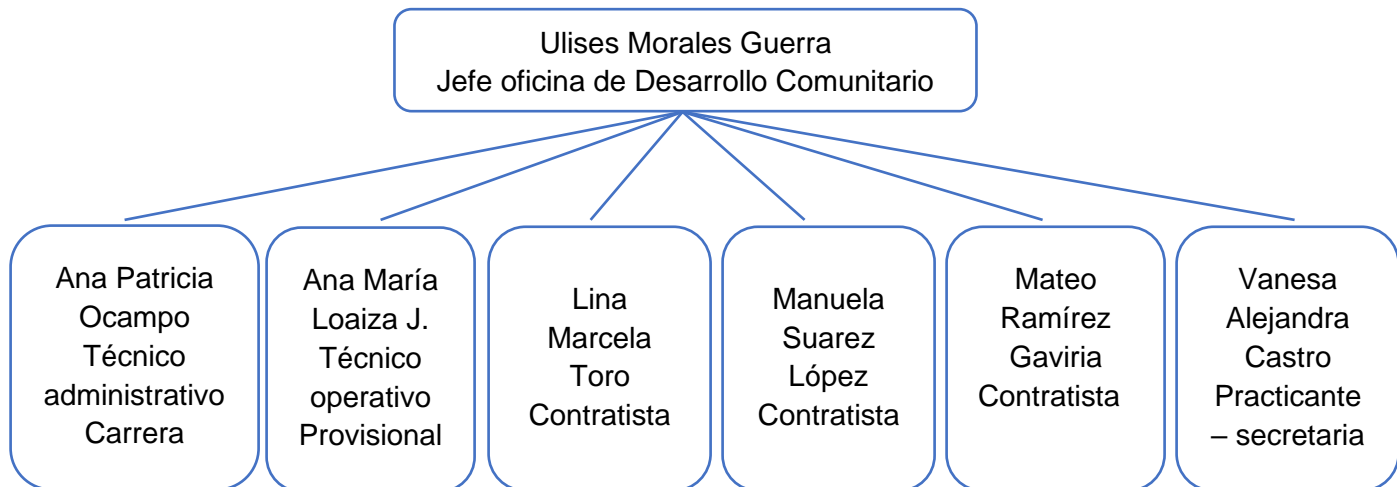 Ulises Morales Guerra
Jefe oficina de Desarrollo Comunitario
Ana Patricia
Ocampo
Técnico
administrativo
Carrera
Ana María
Loaiza J.
Técnico
operativo
Provisional
Lina
Marcela
Toro
Contratista
Manuela
Suarez
López
Contratista
Mateo
Ramírez
Gaviria
Contratista
Vanesa
Alejandra
Castro
Practicante
– secretaria